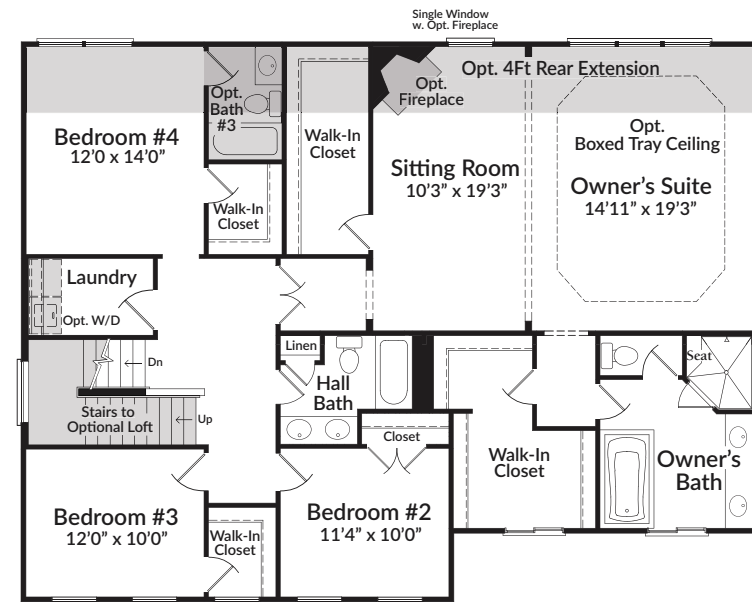 Single Window
w. Opt. Fireplace
Opt. 4Ft Rear Extension
Opt.
Fireplace
Opt.
Bath
#3
Bedroom #4
12'0 x 14'0”
Walk-In
Closet
Opt.
Boxed Tray Ceiling
Sitting Room
10'3” x 19'3”
Owner’s Suite
14'11” x 19'3”
Walk-In
Closet
Laundry
Opt. W/D
Linen
Hall
Bath
Seat
Dn
Stairs to
Optional Loft
Up
Closet
Walk-In
Closet
Owner’s
Bath
Bedroom #3
12'0” x 10'0”
Walk-In
Closet
Bedroom #2
11'4” x 10'0”